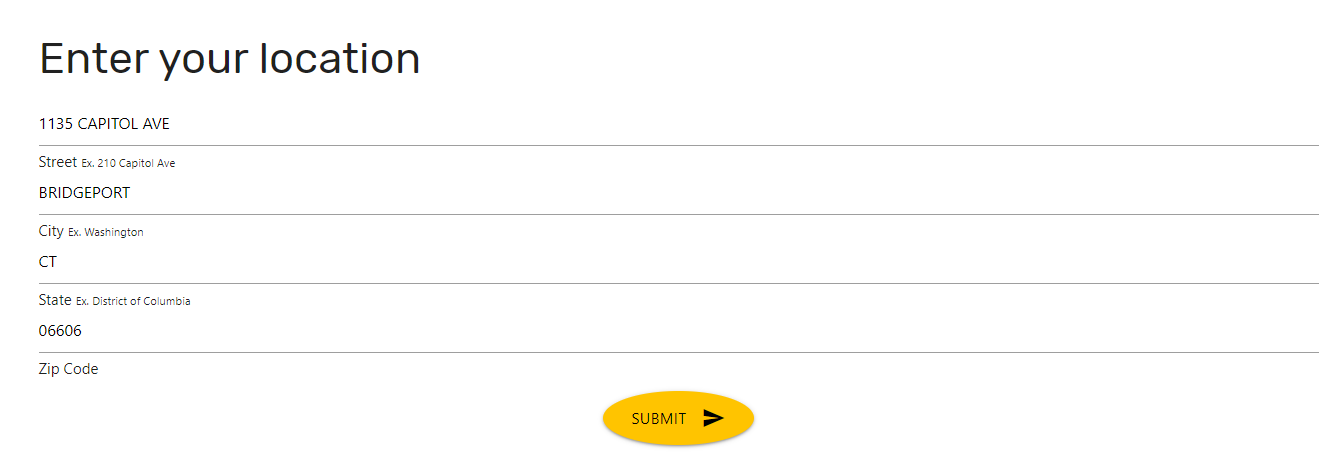 Enter your location
1135 CAPITOL AVE
Street Ex. 210 Capitol Ave
BRIDGEPORT
City Ex. Washington
CT
State Ex. District of Columbia
06606
Zip Code
SUBMIT